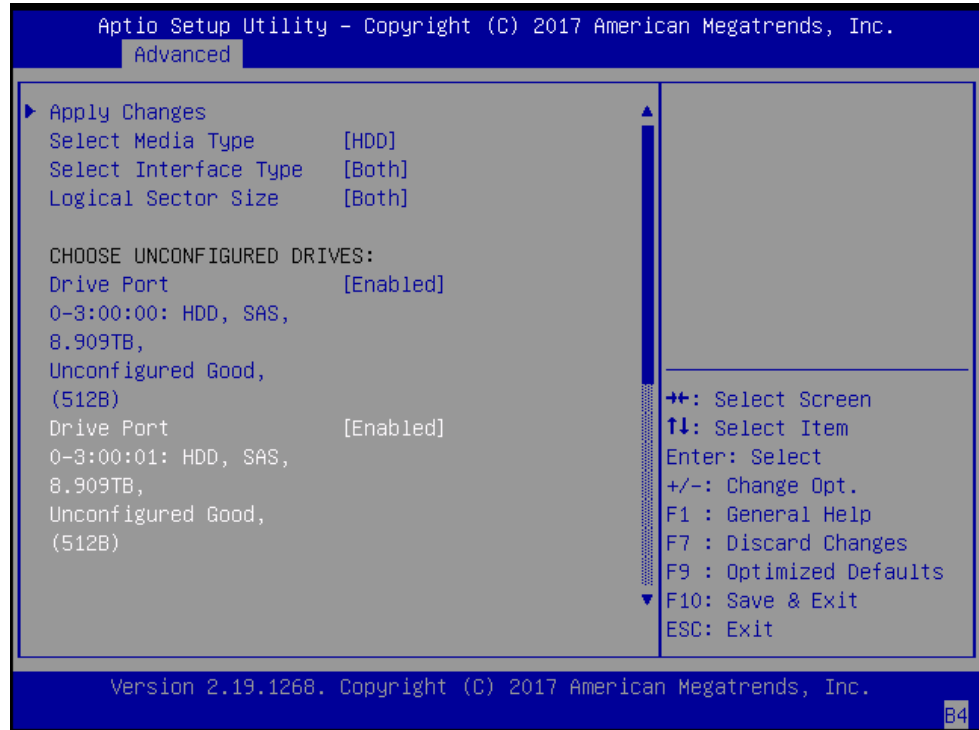 Aptio Setup Utility – Copyright (C) 2017 American Megatrends, Inc.
Advanced
Apply Changes
Select Media Type [HDD]
Select Interface Type [Both]
Logical Sector Size [Both]
CHOOSE UNCONFIGURED DRIVES:
Drive Port [Enabled]
0-3:00:00: HDD, SAS,
8.909TB,
Unconfigured Good,
(512B)
Drive Port [Enabled]
0-3:00:01: HDD, SAS,
8.909TB,
Unconfigured Good,
(512B)
→←: Select Screen
↑↓: Select Item
Enter: Select
+/-: Change Opt.
F1 : General Help
F7 : Discard Changes
F9 : Optimized Defaults
F10: Save & Exit
ESC: Exit
Version 2.19.1268. Copyright (C) 2017 American Megatrends, Inc.
B4